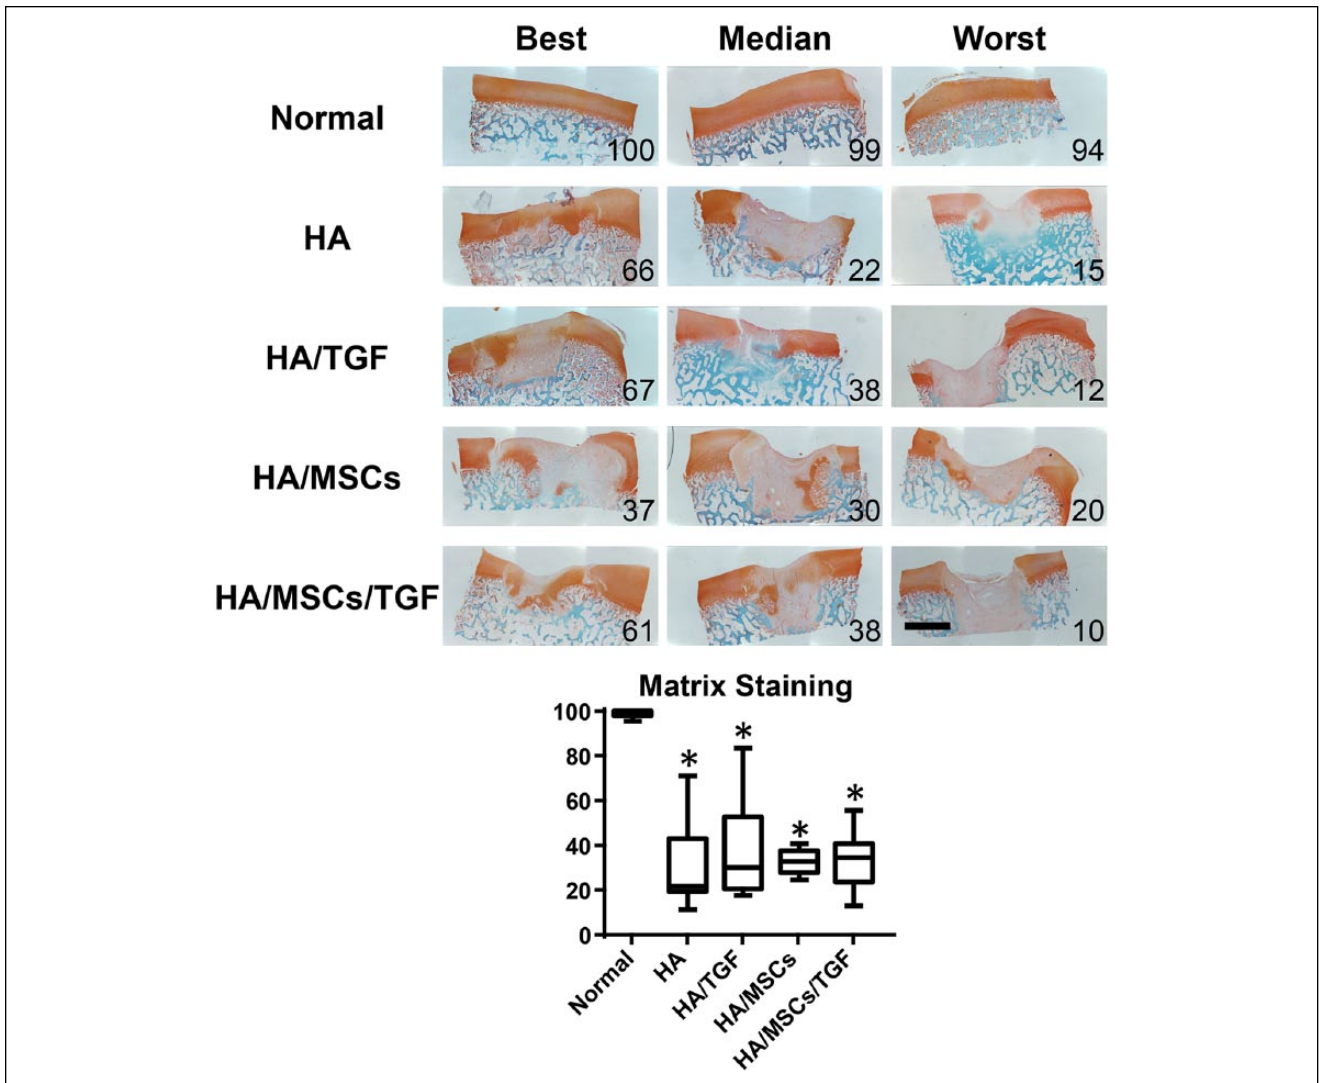 Best Median Worst
Normal 100 99 94
HA 66 22 15
HA/TGF 67 38 12
HA/MSCs 37 30 20
HA/MSCs/TGF 61 38 10
Matrix Staining
100
80
60
40
20
0
* * * *
Normal HA HA/TGF HA/MSCs HA/MSCs/TGF